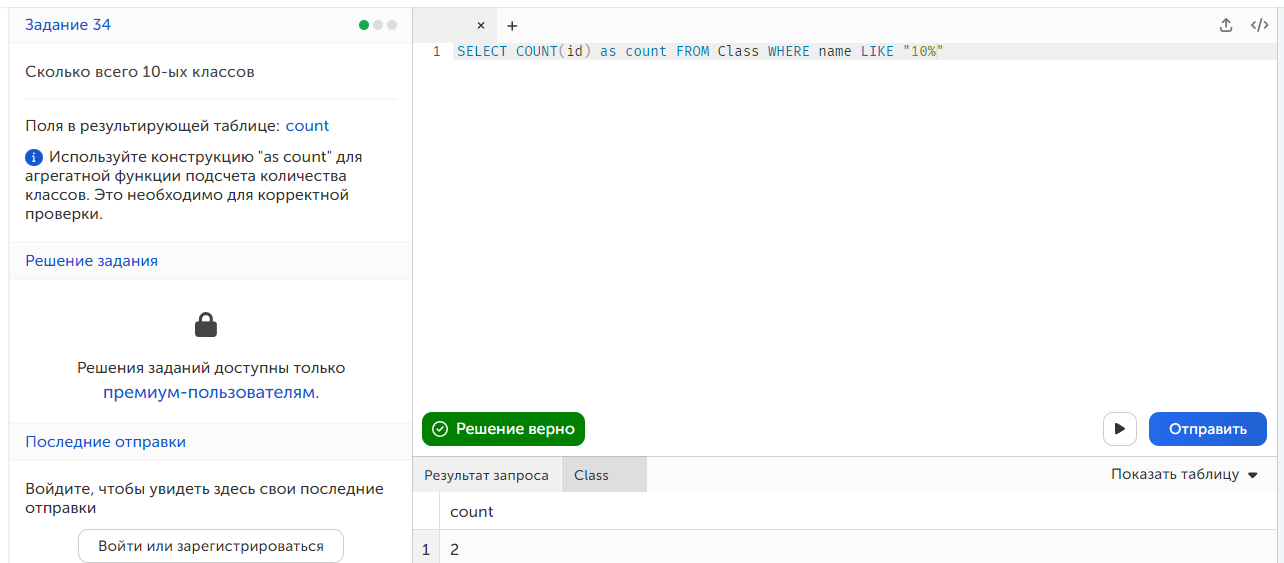 Задание 34
Сколько всего 10-ых классов
Поля в результирующей таблице: count
i Используйте конструкцию "as count" для
агрегатной функции подсчета количества
классов. Это необходимо для корректной
проверки.
Решение задания
Решения заданий доступны только
премиум-пользователям.
Последние отправки
Войдите, чтобы увидеть здесь свои последние
отправки
Войти или зарегистрироваться
× +
</>
1 SELECT COUNT(id) as count FROM Class WHERE name LIKE "10%"
Решение верно
Отправить
Результат запроса Class Показать таблицу
count
1 2